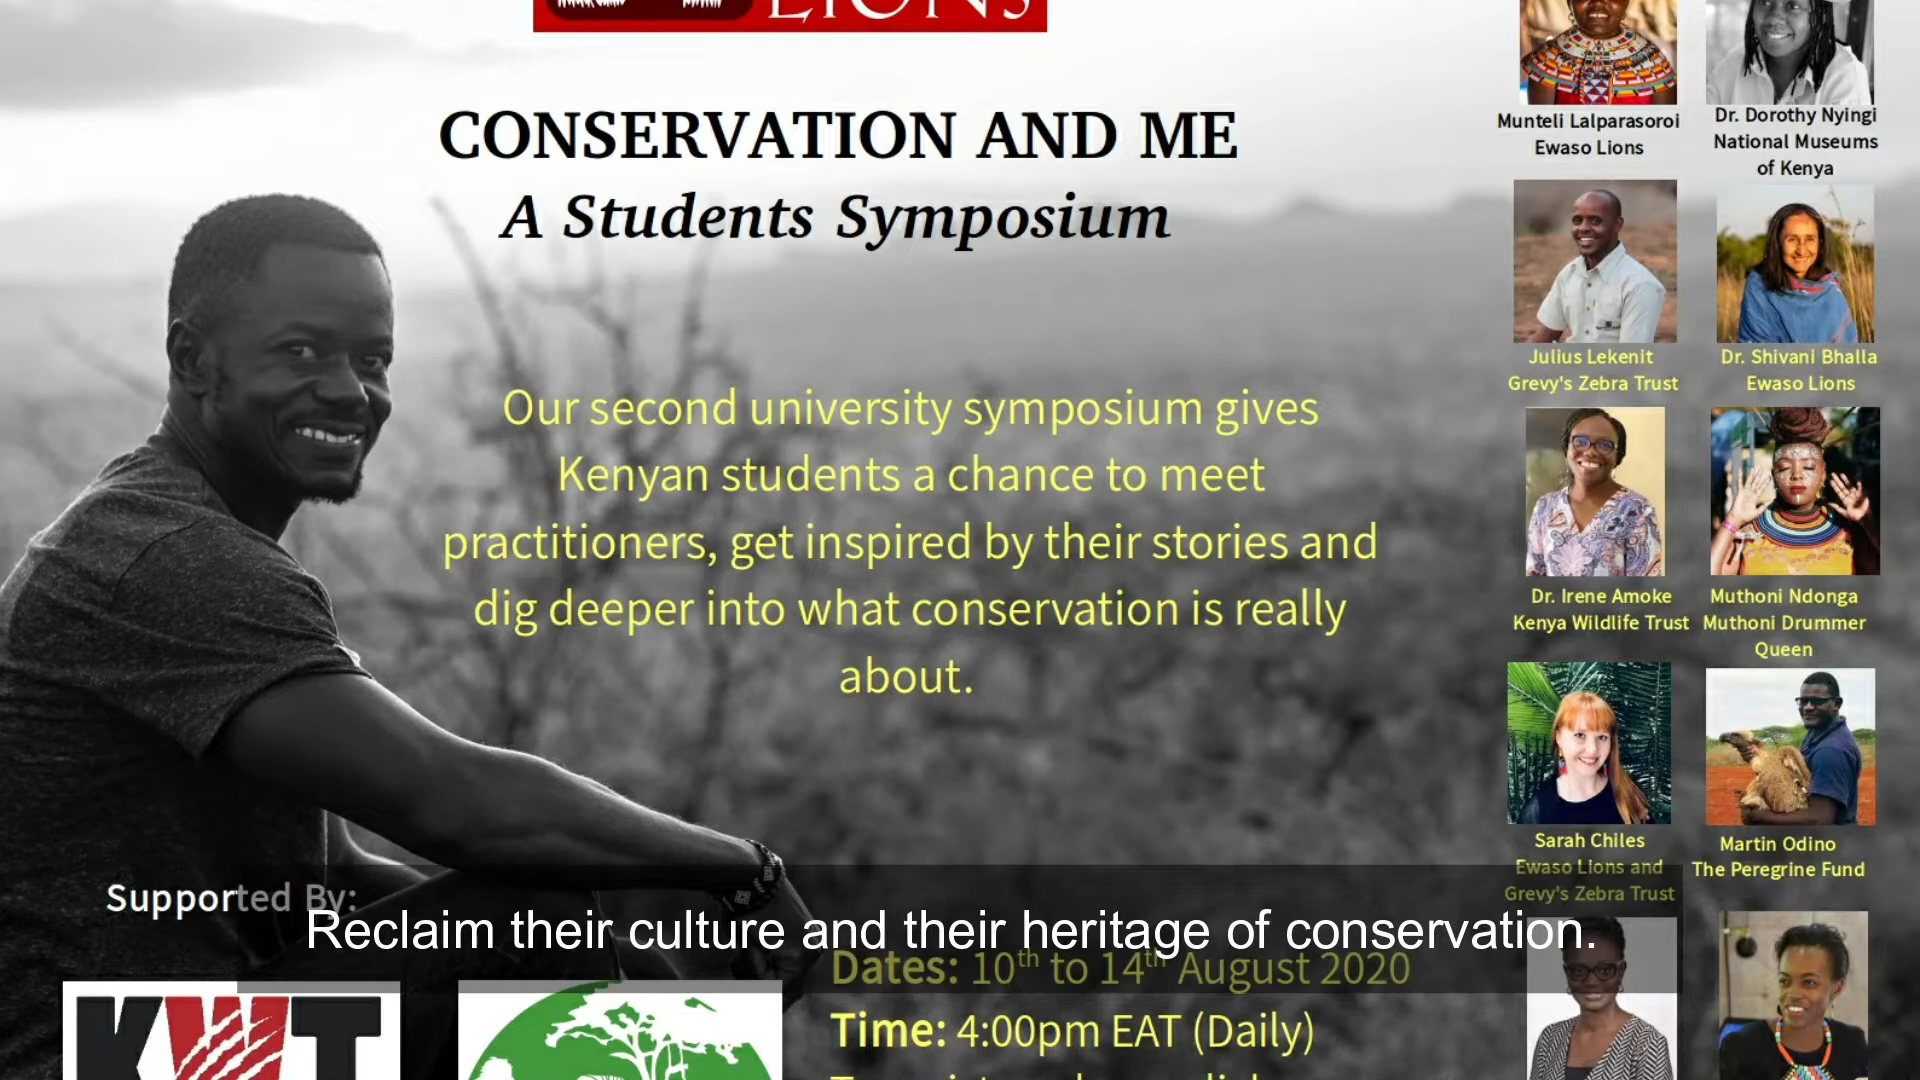 LIONS
CONSERVATION AND ME
A Students Symposium
Our second university symposium gives
Kenyan students a chance to meet
practitioners, get inspired by their stories and
dig deeper into what conservation is really
about.
Munteli Lalparasoroi
Ewaso Lions
Dr. Dorothy Nyingi
National Museums
of Kenya
Julius Lekenit
Grevy's Zebra Trust
Dr. Shivani Bhalla
Ewaso Lions
Dr. Irene Amoke
Kenya Wildlife Trust
Muthoni Ndonga
Muthoni Drummer
Queen
Sarah Chiles
Ewaso Lions and
Grevy's Zebra Trust
Martin Odino
The Peregrine Fund
Supported By:
Reclaim their culture and their heritage of conservation.
KWT
Dates: 10th to 14th August 2020
Time: 4:00pm EAT (Daily)